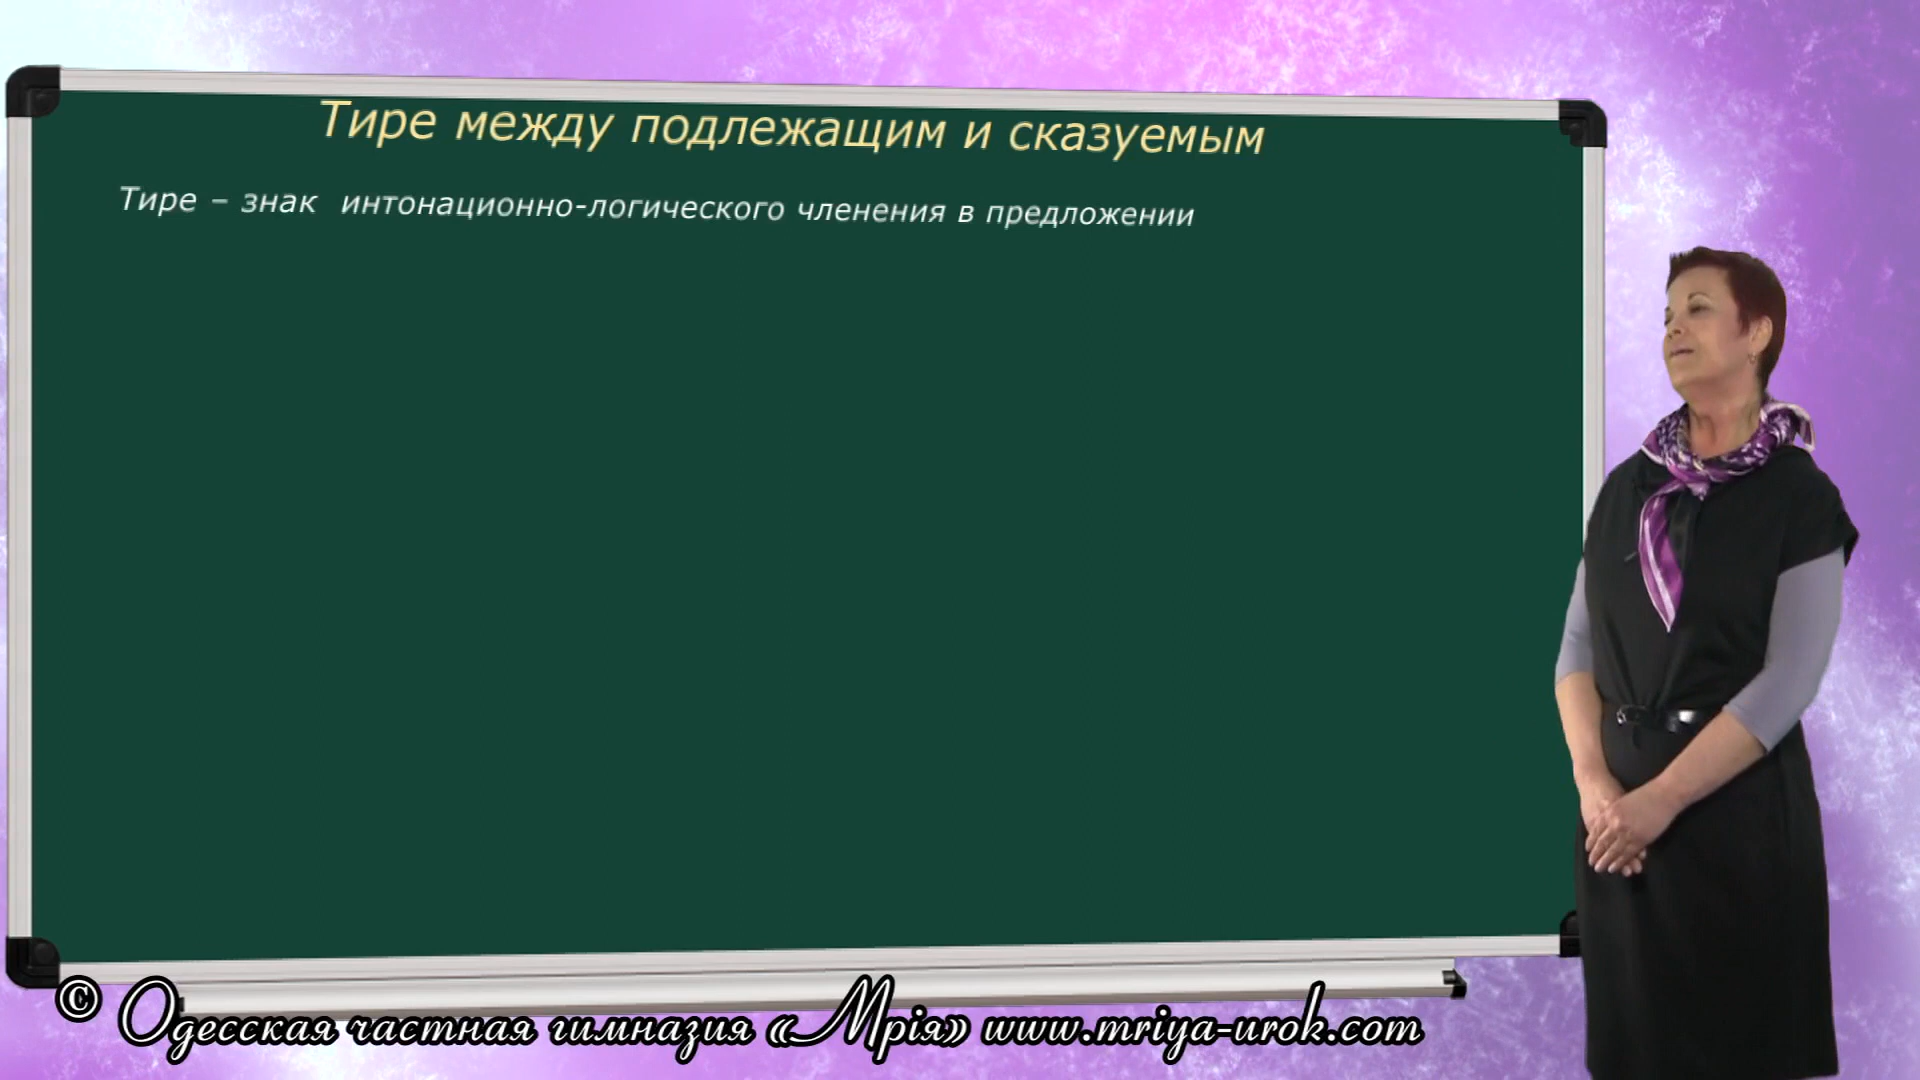 Тире между подлежащим и сказуемым
Тире – знак интонационно-логического членения в предложении
© Одесская частная гимназия «Мрія» www.mriya-urok.com